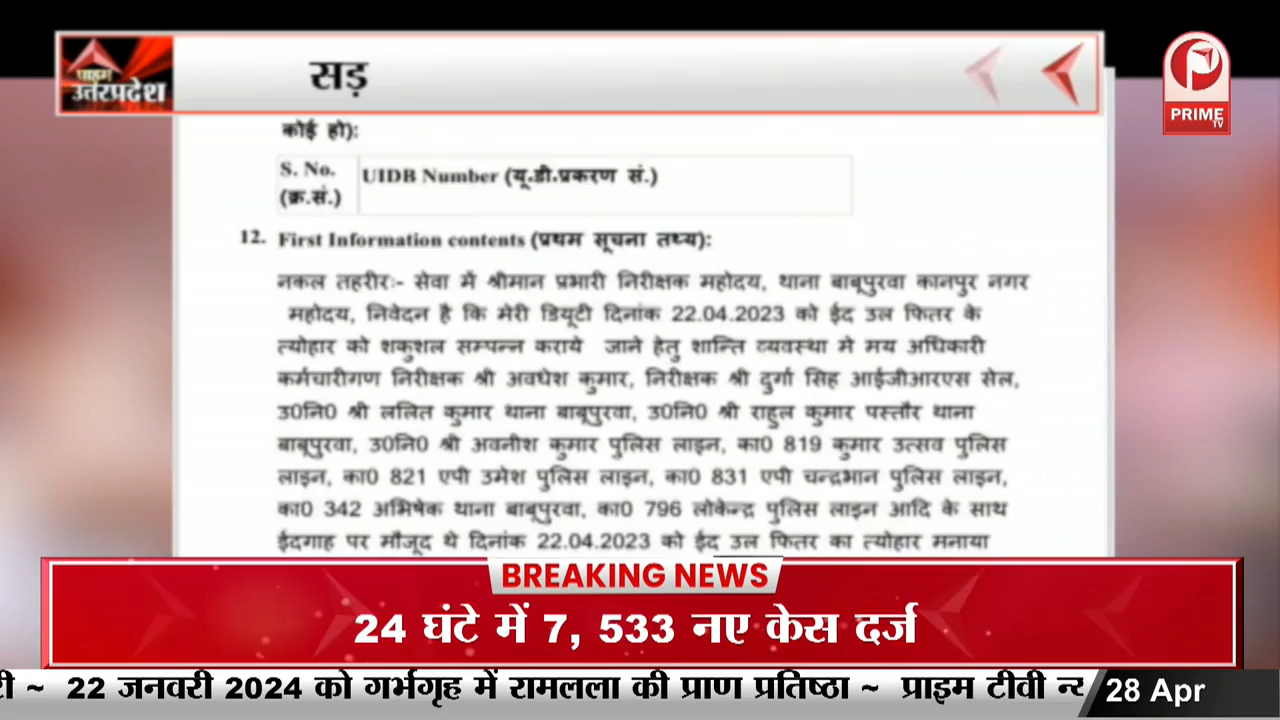 प्राइम
उत्तरप्रदेश
सड़
PRIME
TV
कोई हो):
S. No.
(क्र.सं.)
UIDB Number (यू.डी.प्रकरण सं.)
12. First Information contents (प्रथम सूचना तथ्य):
नकल तहरीरः- सेवा में श्रीमान प्रभारी निरीक्षक महोदय, थाना बाबूपुरवा कानपुर नगर
महोदय, निवेदन है कि मेरी डियूटी दिनांक 22.04.2023 को ईद उल फितर के
त्योहार को शकुशल सम्पन्न कराये जाने हेतु शान्ति व्यवस्था मे मय अधिकारी
कर्मचारीगण निरीक्षक श्री अवधेश कुमार, निरीक्षक श्री दुर्गा सिह आईजीआरएस सेल,
उ0नि0 श्री ललित कुमार थाना बाबूपुरवा, उ0नि0 श्री राहुल कुमार पस्तौर थाना
बाबूपुरवा, उ0नि0 श्री अवनीश कुमार पुलिस लाइन, का0 819 कुमार उत्सव पुलिस
लाइन, का0 821 एपी उमेश पुलिस लाइन, का0 831 एपी चन्द्रभान पुलिस लाइन,
का0 342 अभिषेक थाना बाबूपुरवा, का0 796 लोकेन्द्र पुलिस लाइन आदि के साथ
ईदगाह पर मौजूद थे दिनांक 22.04.2023 को ईद उल फितर का त्योहार मनाया
BREAKING NEWS
24 घंटे में 7, 533 नए केस दर्ज
री ~ 22 जनवरी 2024 को गर्भगृह में रामलला की प्राण प्रतिष्ठा ~ प्राइम टीवी न्
28 Apr